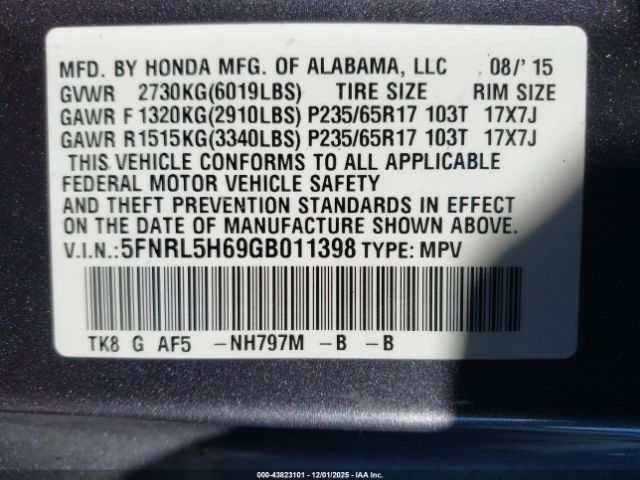 MFD. BY HONDA MFG. OF ALABAMA, LLC 08/' 15
GVWR 2730KG(6019LBS) TIRE SIZE RIM SIZE
GAWR F 1320KG(2910LBS) P235/65R17 103T 17X7J
GAWR R1515KG(3340LBS) P235/65R17 103T 17X7J
THIS VEHICLE CONFORMS TO ALL APPLICABLE
FEDERAL MOTOR VEHICLE SAFETY
AND THEFT PREVENTION STANDARDS IN EFFECT
ON THE DATE OF MANUFACTURE SHOWN ABOVE.
V.I.N.:5FNRL5H69GB011398 TYPE: MPV
TK8 G AF5 -NH797M -B -B
000-43823101 - 12/01/2025 - IAA Inc.